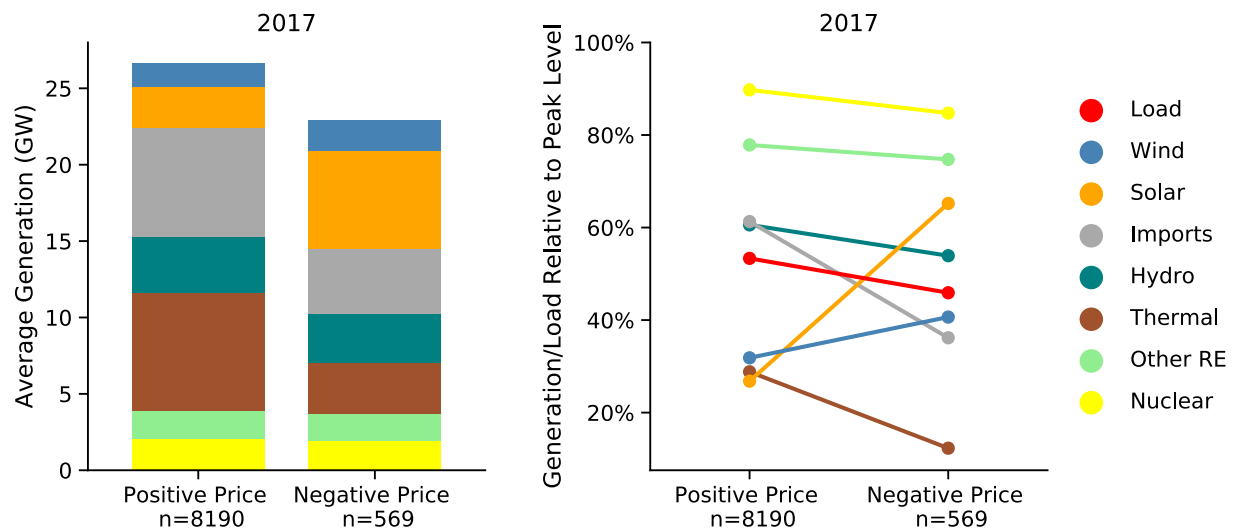 2017
Average Generation (GW)
25
20
15
10
5
0
Positive Price
n=8190
Negative Price
n=569
2017
Generation/Load Relative to Peak Level
100%
80%
60%
40%
20%
Positive Price
n=8190
Negative Price
n=569
Load
Wind
Solar
Imports
Hydro
Thermal
Other RE
Nuclear